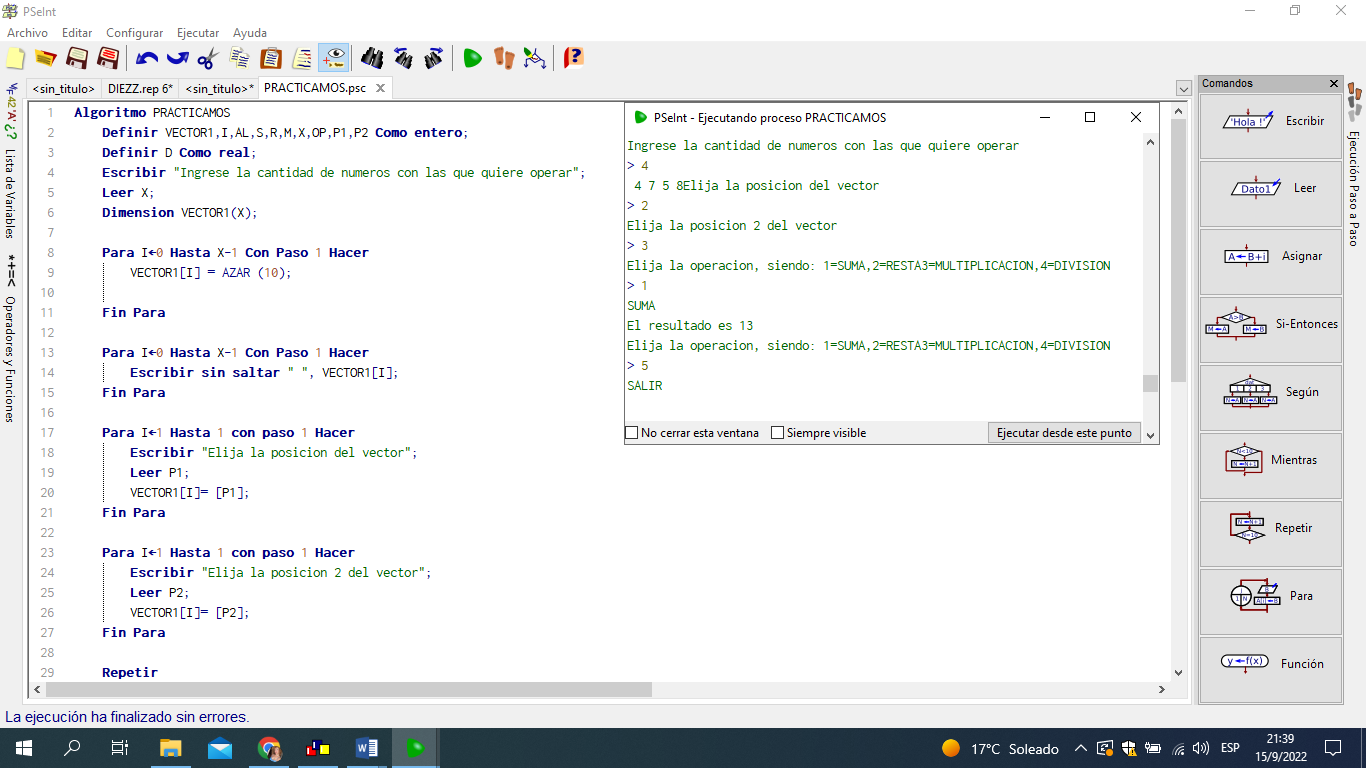 PSeInt
Archivo Editar Configurar Ejecutar Ayuda
<sin_titulo> DIEZZ.rep 6* <sin_titulo>* PRACTICAMOS.psc
Lista de Variables
Operadores y Funciones
1 Algoritmo PRACTICAMOS
2 Definir VECTOR1,I,AL,S,R,M,X,OP,P1,P2 Como entero;
3 Definir D Como real;
4 Escribir "Ingrese la cantidad de numeros con las que quiere operar";
5 Leer X;
6 Dimension VECTOR1(X);
7
8 Para I←0 Hasta X-1 Con Paso 1 Hacer
9 VECTOR1[I] = AZAR (10);
10
11 Fin Para
12
13 Para I←0 Hasta X-1 Con Paso 1 Hacer
14 Escribir sin saltar " ", VECTOR1[I];
15 Fin Para
16
17 Para I←1 Hasta 1 con paso 1 Hacer
18 Escribir "Elija la posicion del vector";
19 Leer P1;
20 VECTOR1[I]= [P1];
21 Fin Para
22
23 Para I←1 Hasta 1 con paso 1 Hacer
24 Escribir "Elija la posicion 2 del vector";
25 Leer P2;
26 VECTOR1[I]= [P2];
27 Fin Para
28
29 Repetir
PSeInt - Ejecutando proceso PRACTICAMOS
Ingrese la cantidad de numeros con las que quiere operar
> 4
4 7 5 8Elija la posicion del vector
> 2
Elija la posicion 2 del vector
> 3
Elija la operacion, siendo: 1=SUMA,2=RESTA3=MULTIPLICACION,4=DIVISION
> 1
SUMA
El resultado es 13
Elija la operacion, siendo: 1=SUMA,2=RESTA3=MULTIPLICACION,4=DIVISION
> 5
SALIR
No cerrar esta ventana Siempre visible Ejecutar desde este punto
Comandos
'Hola !' Escribir
Dato1 Leer
A←B+i Asignar
Si-Entonces
Según
Mientras
Repetir
Para
y←f(x) Función
Ejecución Paso a Paso
La ejecución ha finalizado sin errores.
17°C Soleado
ESP
21:39
15/9/2022